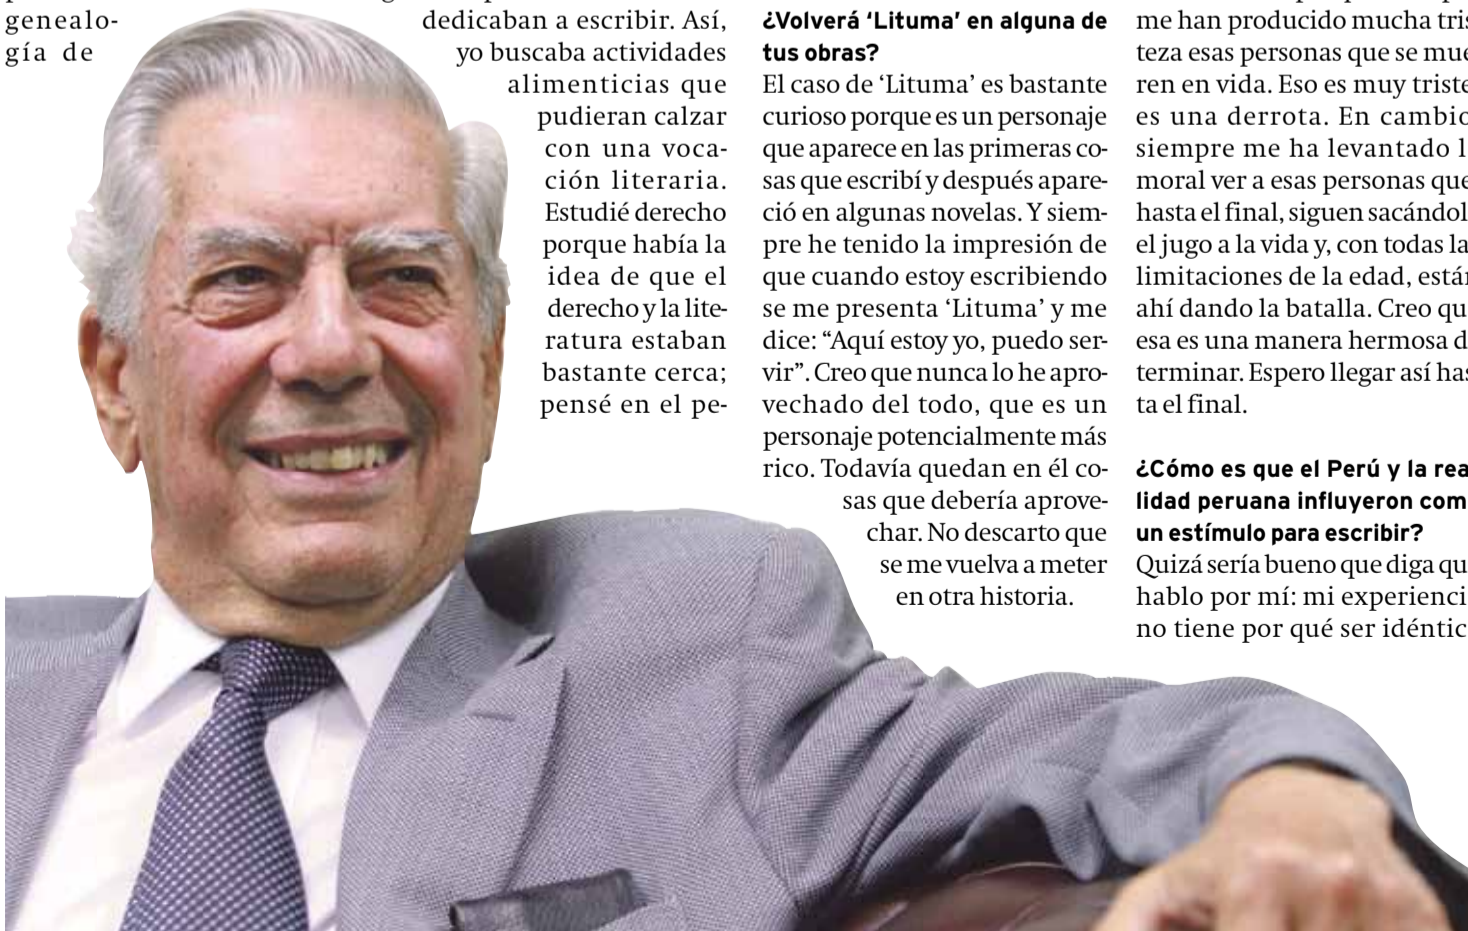 genealo-
gía de
dedicaban a escribir. Así,
yo buscaba actividades
alimenticias que
pudieran calzar
con una voca-
ción literaria.
Estudié derecho
porque había la
idea de que el
derecho y la lite-
ratura estaban
bastante cerca;
pensé en el pe-
¿Volverá ‘Lituma’ en alguna de
tus obras?
El caso de ‘Lituma’ es bastante
curioso porque es un personaje
que aparece en las primeras co-
sas que escribí y después apare-
ció en algunas novelas. Y siem-
pre he tenido la impresión de
que cuando estoy escribiendo
se me presenta ‘Lituma’ y me
dice: “Aquí estoy yo, puedo ser-
vir”. Creo que nunca lo he apro-
vechado del todo, que es un
personaje potencialmente más
rico. Todavía quedan en él co-
sas que debería aprove-
char. No descarto que
se me vuelva a meter
en otra historia.
me han producido mucha tris
teza esas personas que se mue
ren en vida. Eso es muy triste
es una derrota. En cambio
siempre me ha levantado l
moral ver a esas personas que
hasta el final, siguen sacándol
el jugo a la vida y, con todas la
limitaciones de la edad, están
ahí dando la batalla. Creo qu
esa es una manera hermosa d
terminar. Espero llegar así has
ta el final.
¿Cómo es que el Perú y la rea
lidad peruana influyeron com
un estímulo para escribir?
Quizá sería bueno que diga qu
hablo por mí: mi experienci
no tiene por qué ser idéntic